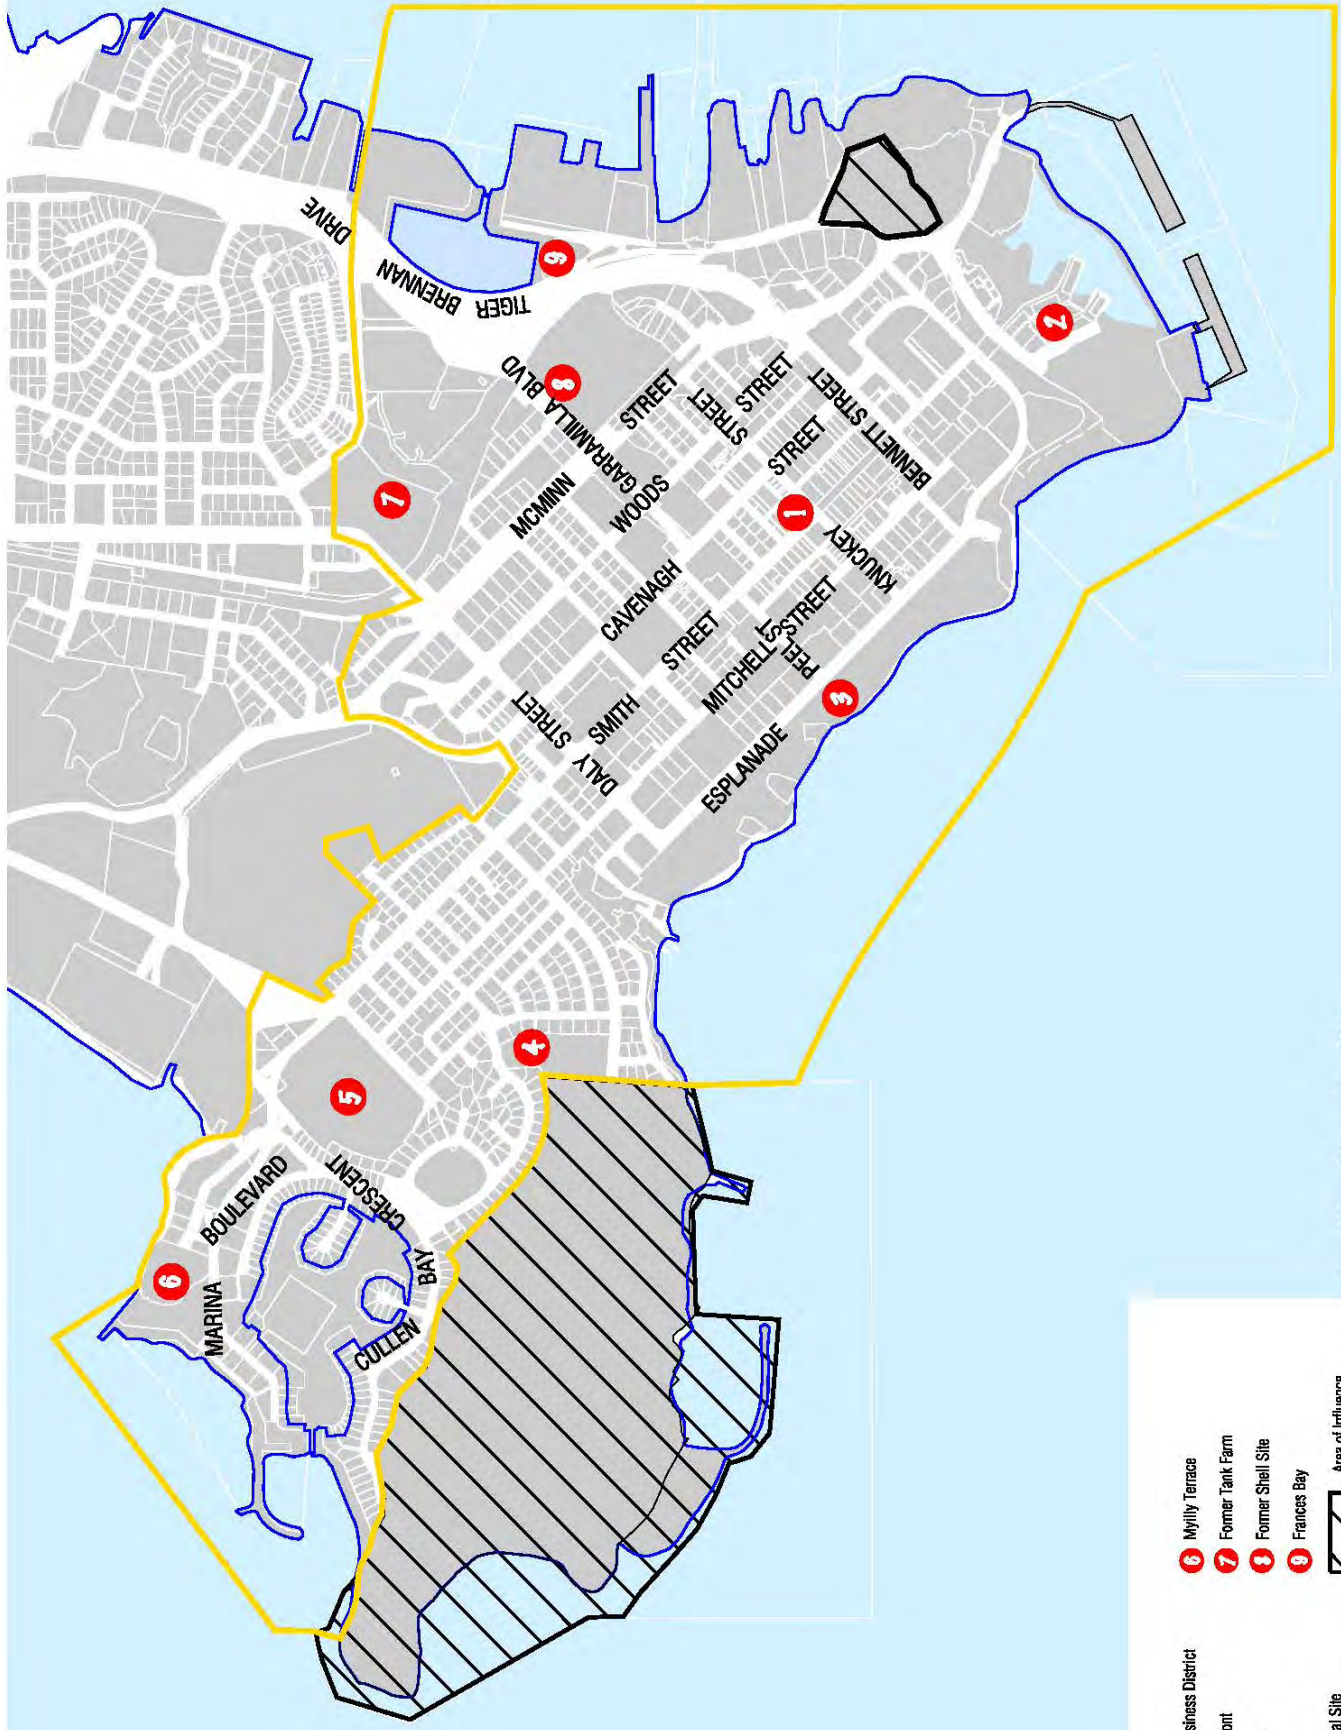 DRIVE
BRENNAN
TIGER
9
8
GARRAMILLA BLVD
7
MCMINN
STREET
WOODS
STREET
CAVENAGH
STREET
SMITH
STREET
MITCHELL
STREET
BENNETT STREET
KNUCKEY
STREET
PEEL ST
DALY
STREET
ESPLANADE
1
2
3
4
5
6
MARINA
BOULEVARD
CULLEN
BAY
CRESCENT
6 Myilly Terrace
7 Former Tank Farm
8 Former Shell Site
9 Frances Bay
Area of Influence
siness District
ont
al Site